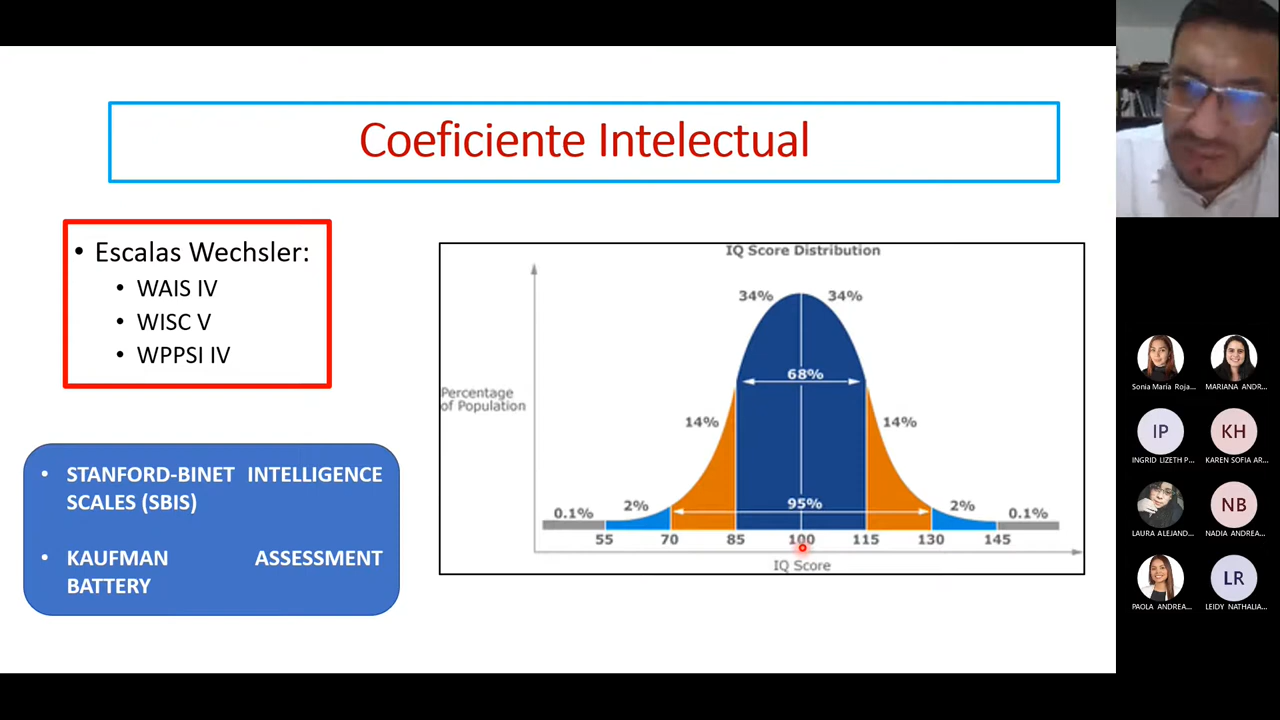 Coeficiente Intelectual
• Escalas Wechsler:
• WAIS IV
• WISC V
• WPPSI IV
• STANFORD-BINET INTELLIGENCE
SCALES (SBIS)
• KAUFMAN ASSESSMENT
BATTERY
IQ Score Distribution
34% 34%
68%
Percentage
of Population
14% 14%
95%
2% 2%
0.1% 0.1%
55 70 85 100 115 130 145
IQ Score
Sonia María Roja...
MARIANA ANDR...
IP
KH
INGRID LIZETH P...
KAREN SOFIA AR...
NB
LAURA ALEJAND...
NADIA ANDREA...
LR
PAOLA ANDREA...
LEIDY NATHALIA...